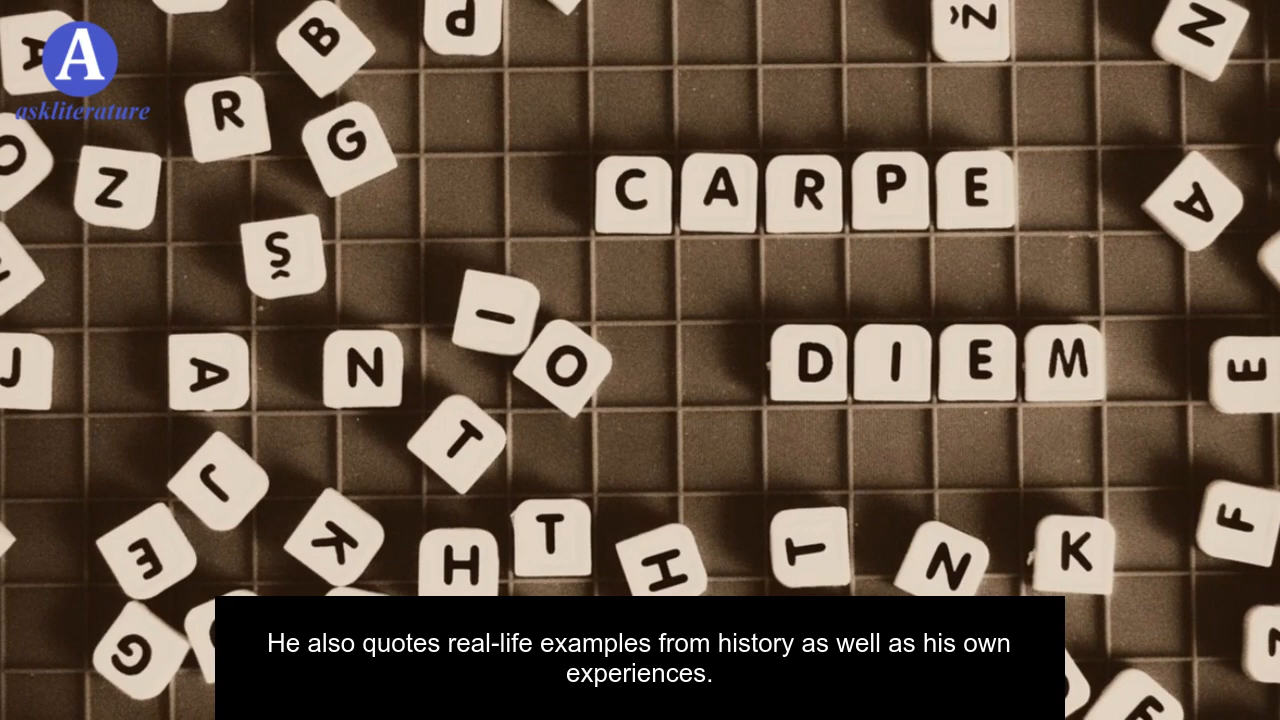 A
askliterature
CARPE
DIEM
A
B
P
Ň
N
R
G
O
Z
A
Ş
I
O
J
A
N
E
T
J
K
E
H
T
H
T
N
K
F
G
He also quotes real-life examples from history as well as his own
experiences.